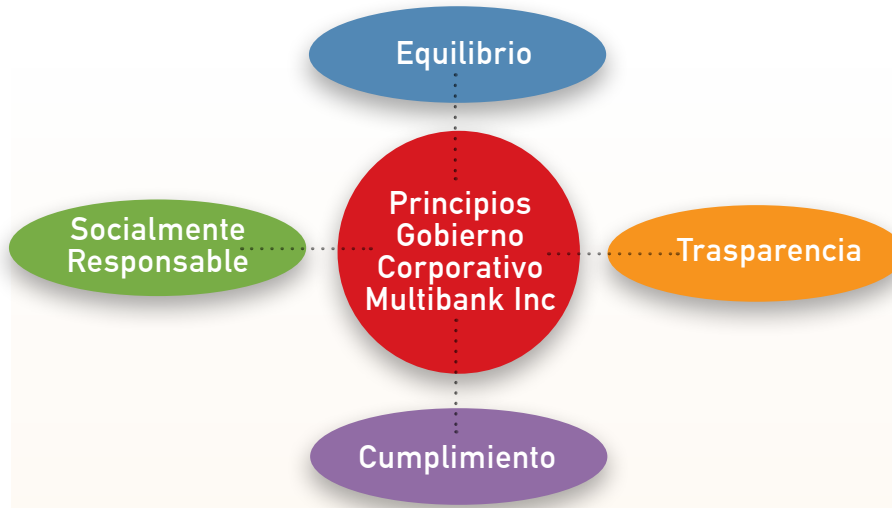 Equilibrio
Socialmente
Responsable
Principios
Gobierno
Corporativo
Multibank Inc
Trasparencia
Cumplimiento